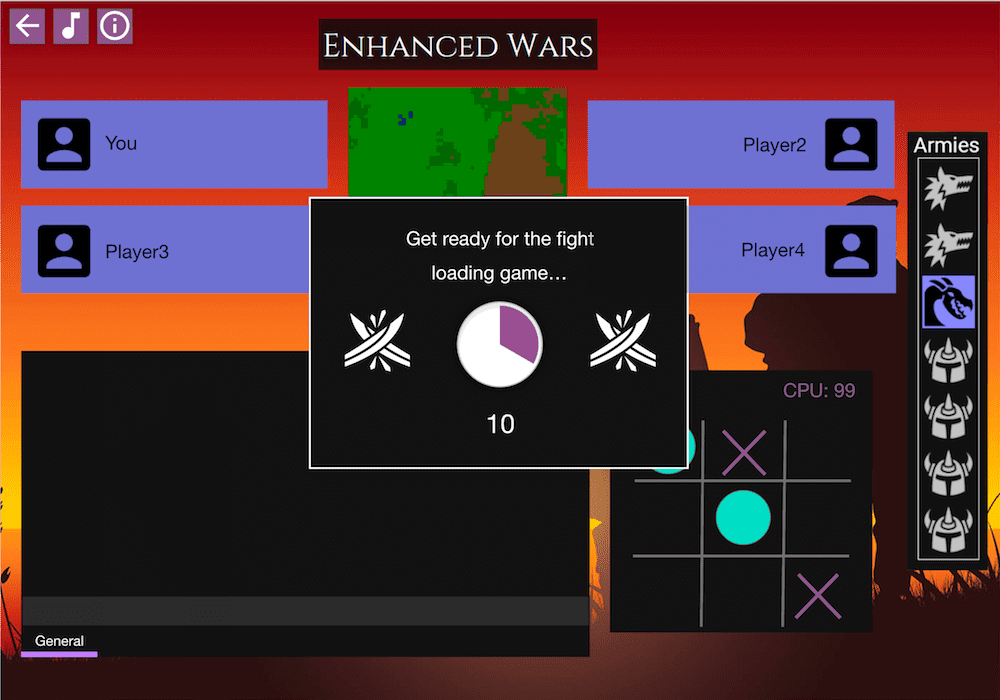 Enhanced Wars
You
Player2
Armies
Player3
Player4
Get ready for the fight
loading game...
10
CPU: 99
General